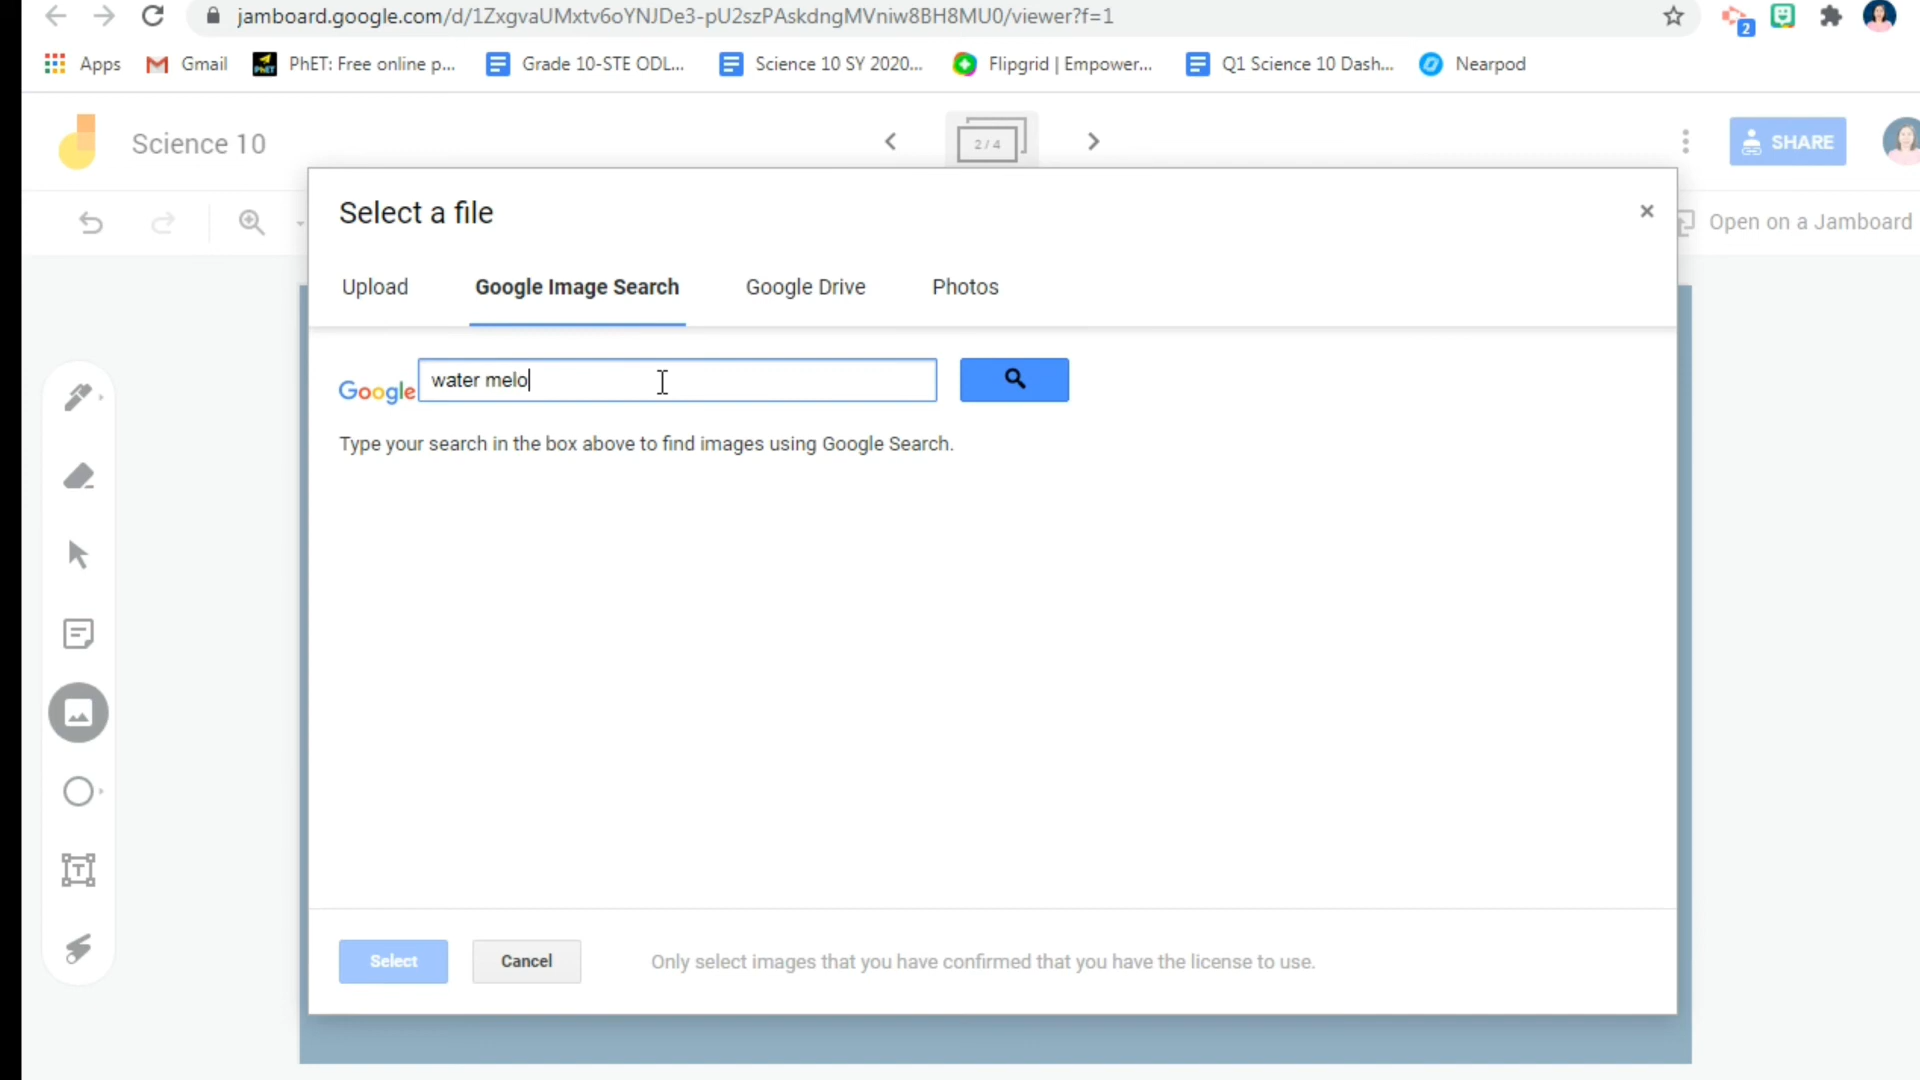 jamboard.google.com/d/1ZxgvaUMxtv6oYNJDe3-pU2szPAskdngMVniw8BH8MU0/viewer?f=1
2
Apps Gmail PhET: Free online p... Grade 10-STE ODL... Science 10 SY 2020... Flipgrid | Empower... Q1 Science 10 Dash... Nearpod
Science 10 2 / 4 SHARE
Select a file ×
Open on a Jamboard
Upload Google Image Search Google Drive Photos
Google water melo
Type your search in the box above to find images using Google Search.
Select Cancel Only select images that you have confirmed that you have the license to use.